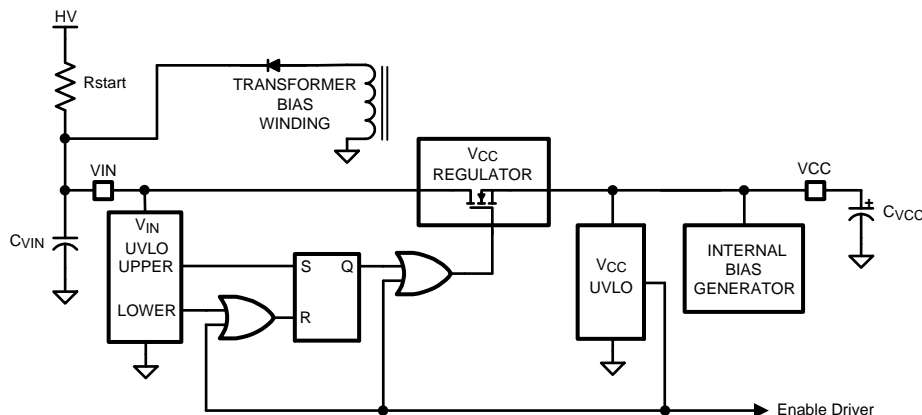 HV
Rstart
TRANSFORMER
BIAS
WINDING
VIN
VCC
REGULATOR
VCC
CVCC
+
CVIN
VIN
UVLO
UPPER
LOWER
S
Q
R
VCC
UVLO
INTERNAL
BIAS
GENERATOR
Enable Driver